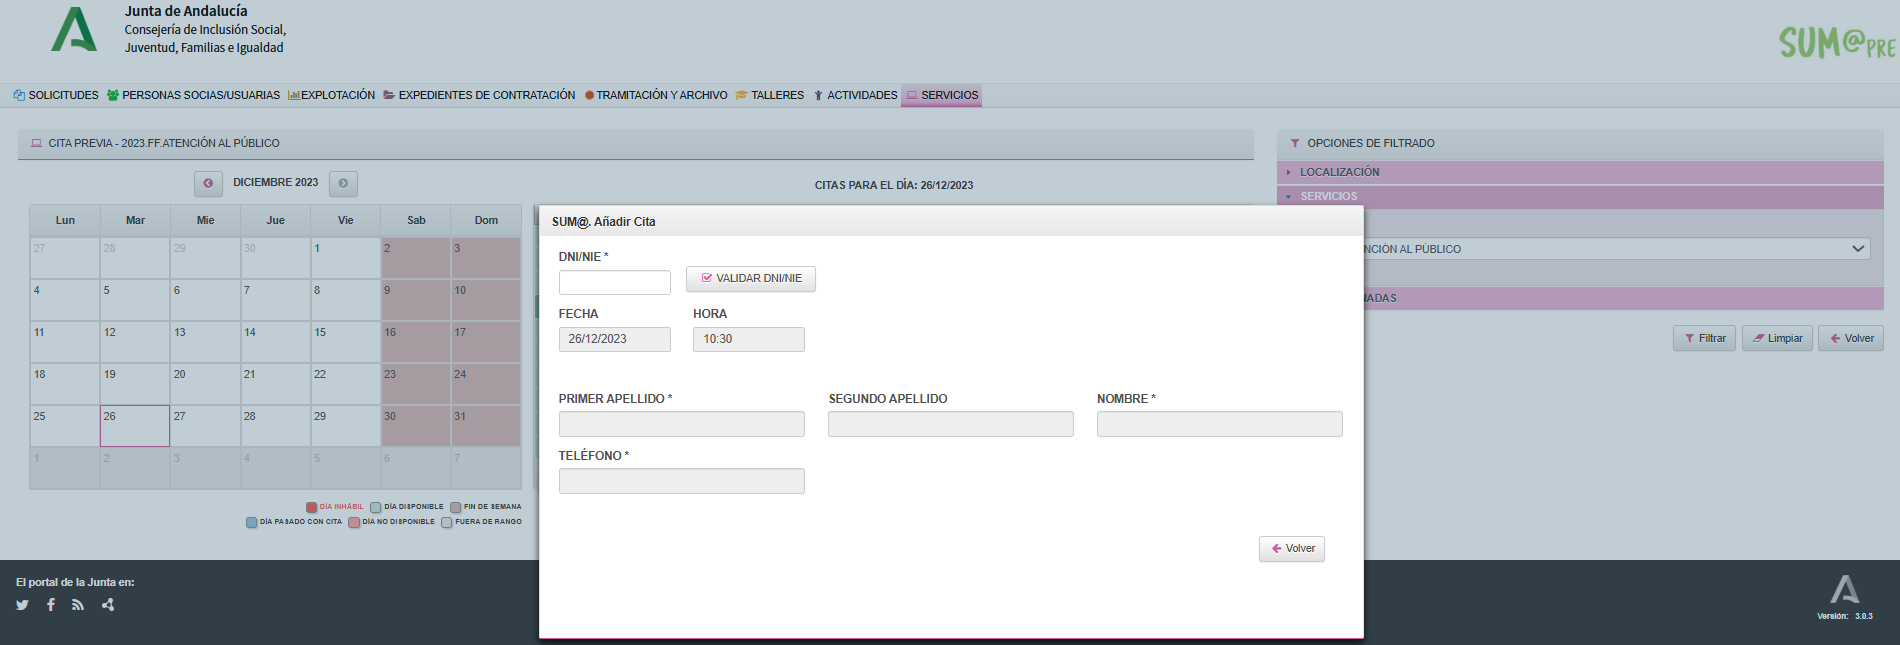 Junta de Andalucía
Consejería de Inclusión Social,
Juventud, Familias e Igualdad
SUM@PRE
SOLICITUDES PERSONAS SOCIAS/USUARIAS EXPLOTACIÓN EXPEDIENTES DE CONTRATACIÓN TRAMITACIÓN Y ARCHIVO TALLERES ACTIVIDADES SERVICIOS
CITA PREVIA - 2023.FF.ATENCIÓN AL PÚBLICO
DICIEMBRE 2023
Lun Mar Mie Jue Vie Sab Dom
27 28 29 30 1 2 3
4 5 6 7 8 9 10
11 12 13 14 15 16 17
18 19 20 21 22 23 24
25 26 27 28 29 30 31
1 2 3 4 5 6 7
DÍA INHÁBIL DÍA DISPONIBLE FIN DE SEMANA
DÍA PASADO CON CITA DÍA NO DISPONIBLE FUERA DE RANGO
CITAS PARA EL DÍA: 26/12/2023
SUM@. Añadir Cita
DNI/NIE *
VALIDAR DNI/NIE
FECHA HORA
26/12/2023 10:30
PRIMER APELLIDO * SEGUNDO APELLIDO NOMBRE *
TELÉFONO *
Volver
OPCIONES DE FILTRADO
LOCALIZACIÓN
SERVICIOS
NCIÓN AL PÚBLICO
NADAS
Filtrar Limpiar Volver
El portal de la Junta en:
Versión: 3.0.3